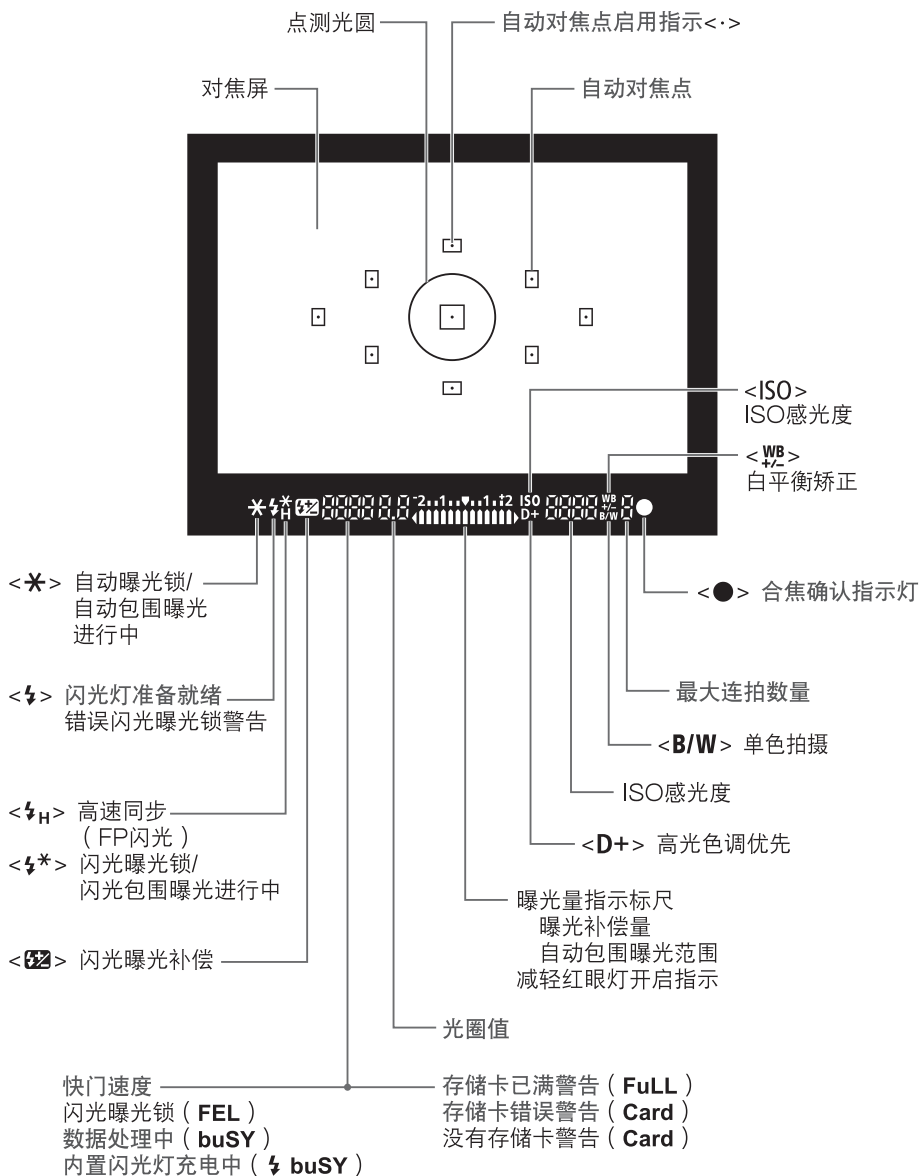 点测光圆
自动对焦点启用指示<·>
对焦屏
自动对焦点
<ISO>
ISO感光度
<WB +/->
白平衡矫正
-2..1..▼..1..+2 ISO WB +/-
H D+ B/W
<✱> 自动曝光锁/
自动包围曝光
进行中
<●> 合焦确认指示灯
<⚡> 闪光灯准备就绪
错误闪光曝光锁警告
最大连拍数量
<B/W> 单色拍摄
<⚡H> 高速同步
( FP闪光 )
ISO感光度
<⚡*> 闪光曝光锁/
闪光包围曝光进行中
<D+> 高光色调优先
曝光量指示标尺
曝光补偿量
自动包围曝光范围
减轻红眼灯开启指示
<⚡±> 闪光曝光补偿
光圈值
快门速度
闪光曝光锁 ( FEL )
数据处理中 ( buSY )
内置闪光灯充电中 ( ⚡ buSY )
存储卡已满警告 ( FuLL )
存储卡错误警告 ( Card )
没有存储卡警告 ( Card )